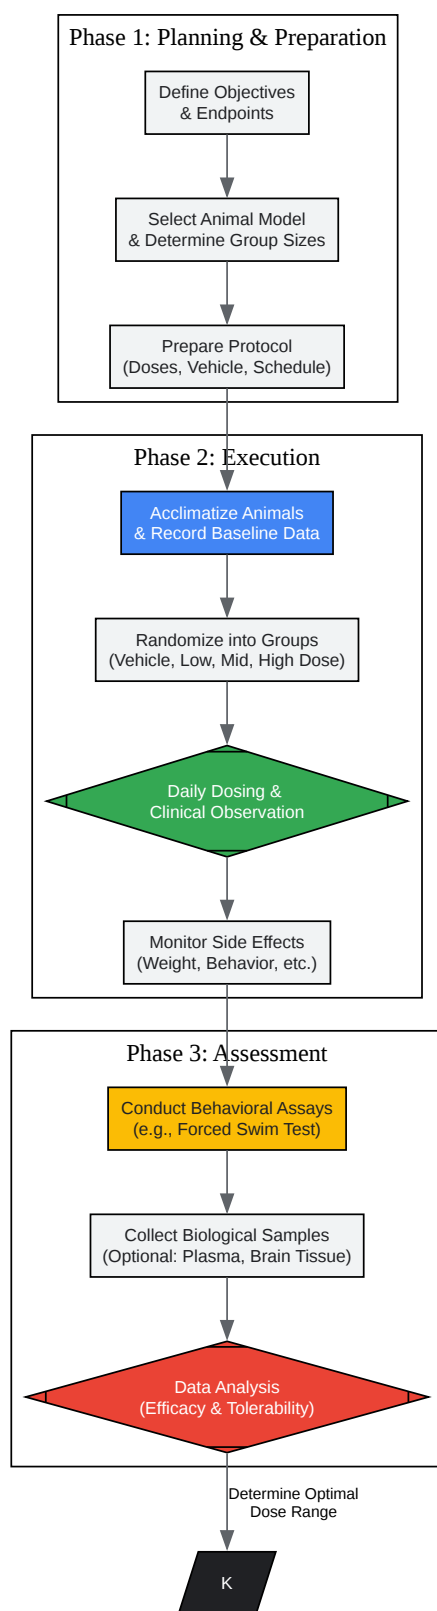 Phase 1: Planning & Preparation
Define Objectives
& Endpoints
Select Animal Model
& Determine Group Sizes
Prepare Protocol
(Doses, Vehicle, Schedule)
Phase 2: Execution
Acclimatize Animals
& Record Baseline Data
Randomize into Groups
(Vehicle, Low, Mid, High Dose)
Daily Dosing &
Clinical Observation
Monitor Side Effects
(Weight, Behavior, etc.)
Phase 3: Assessment
Conduct Behavioral Assays
(e.g., Forced Swim Test)
Collect Biological Samples
(Optional: Plasma, Brain Tissue)
Data Analysis
(Efficacy & Tolerability)
Determine Optimal
Dose Range
K